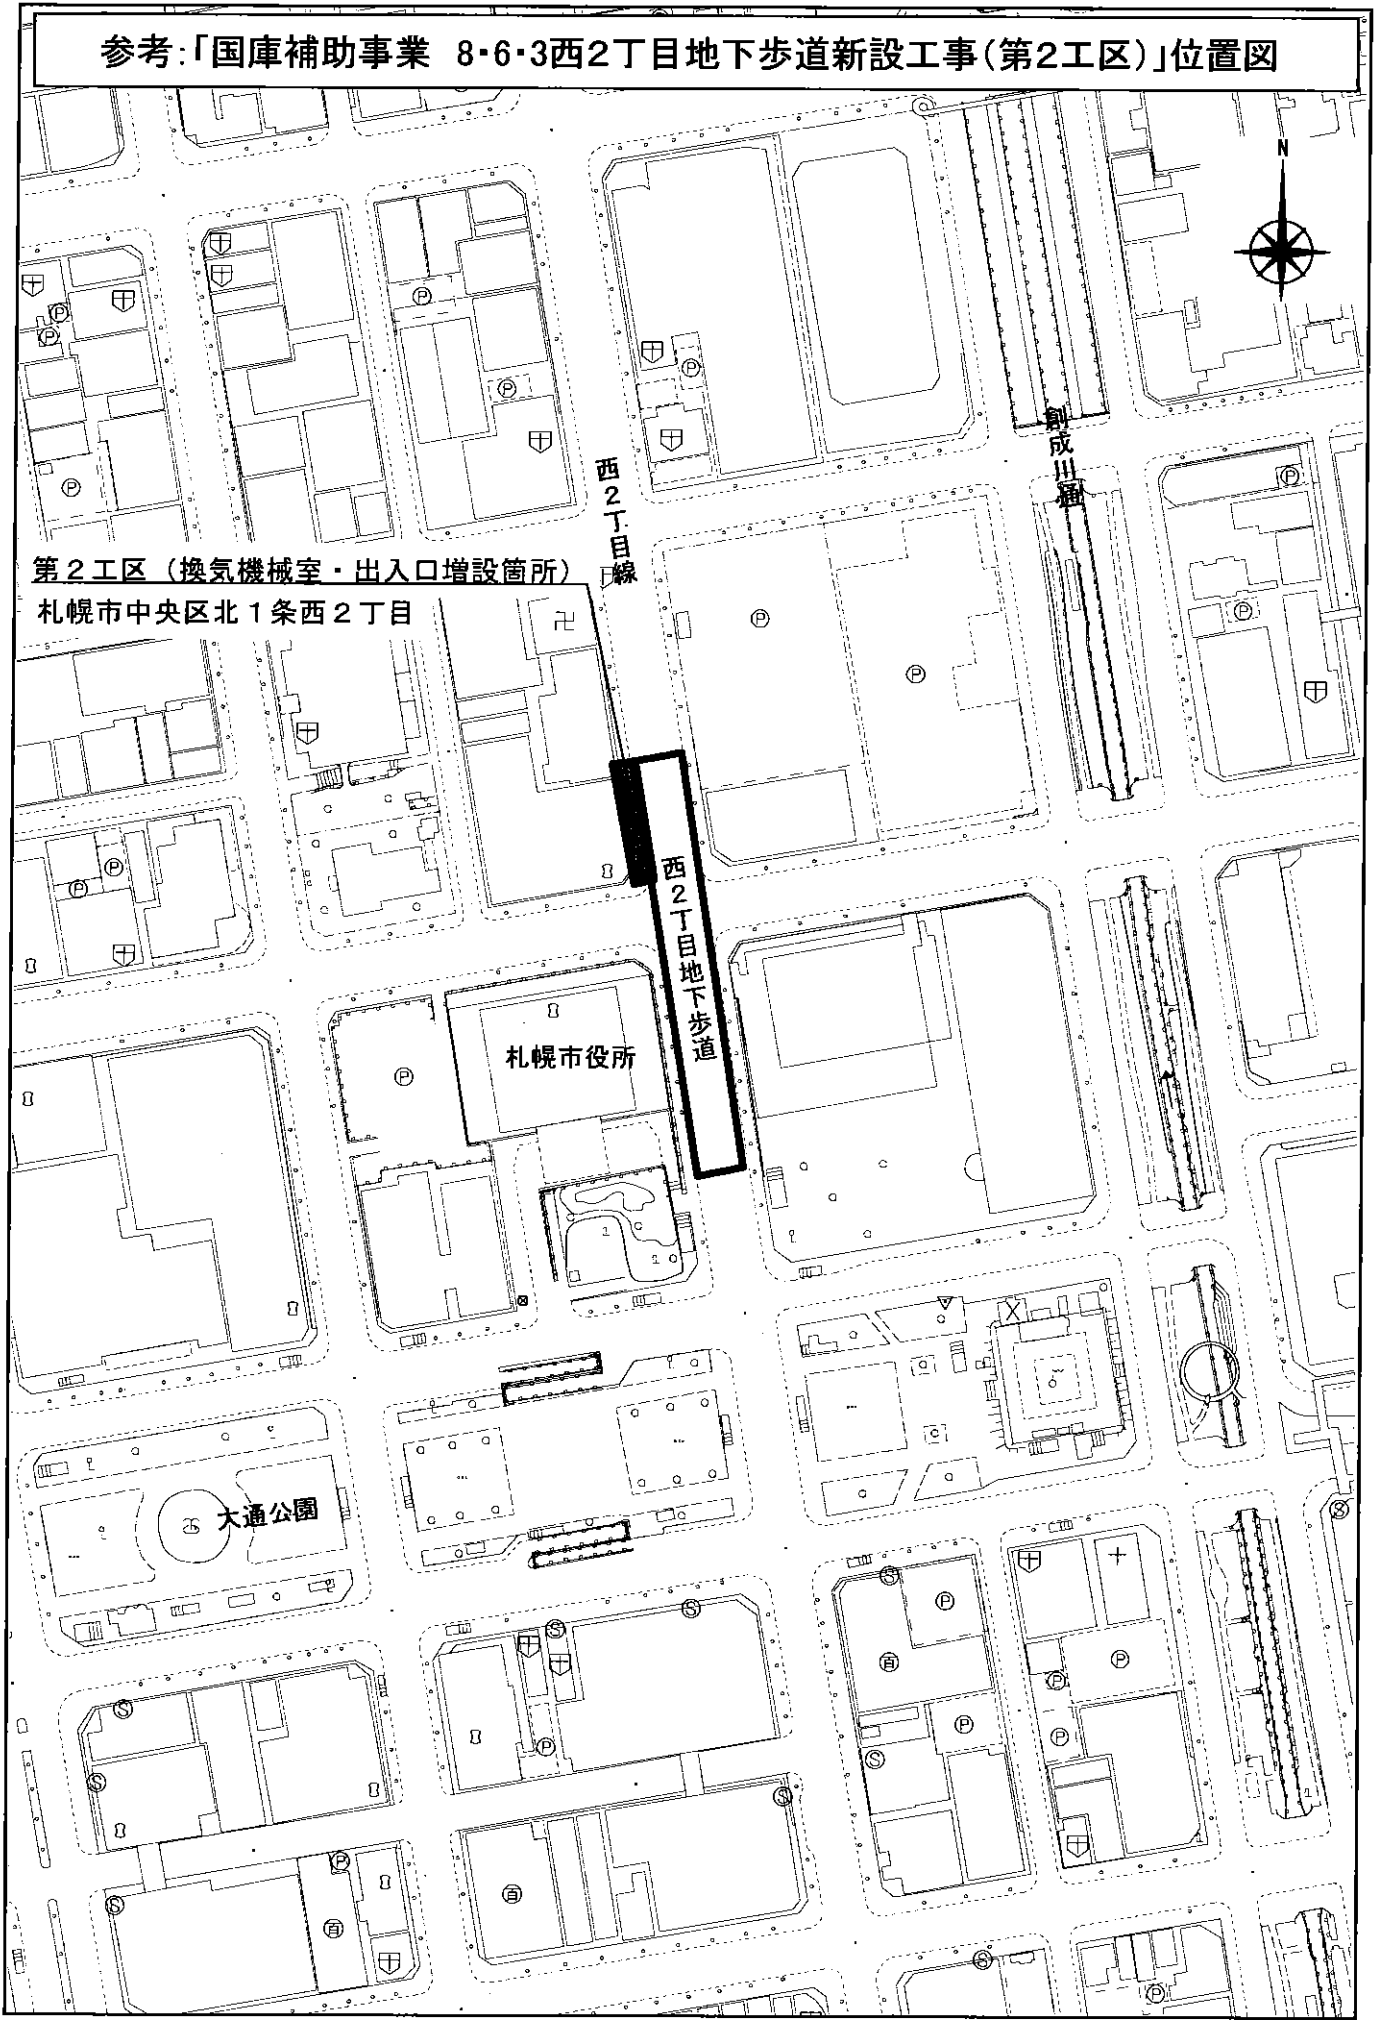 参考:「国庫補助事業 8・6・3西2丁目地下歩道新設工事(第2工区)」位置図
N
創成川通
西2丁目線
第2工区(換気機械室・出入口増設箇所)
札幌市中央区北1条西2丁目
西2丁目地下歩道
札幌市役所
大通公園